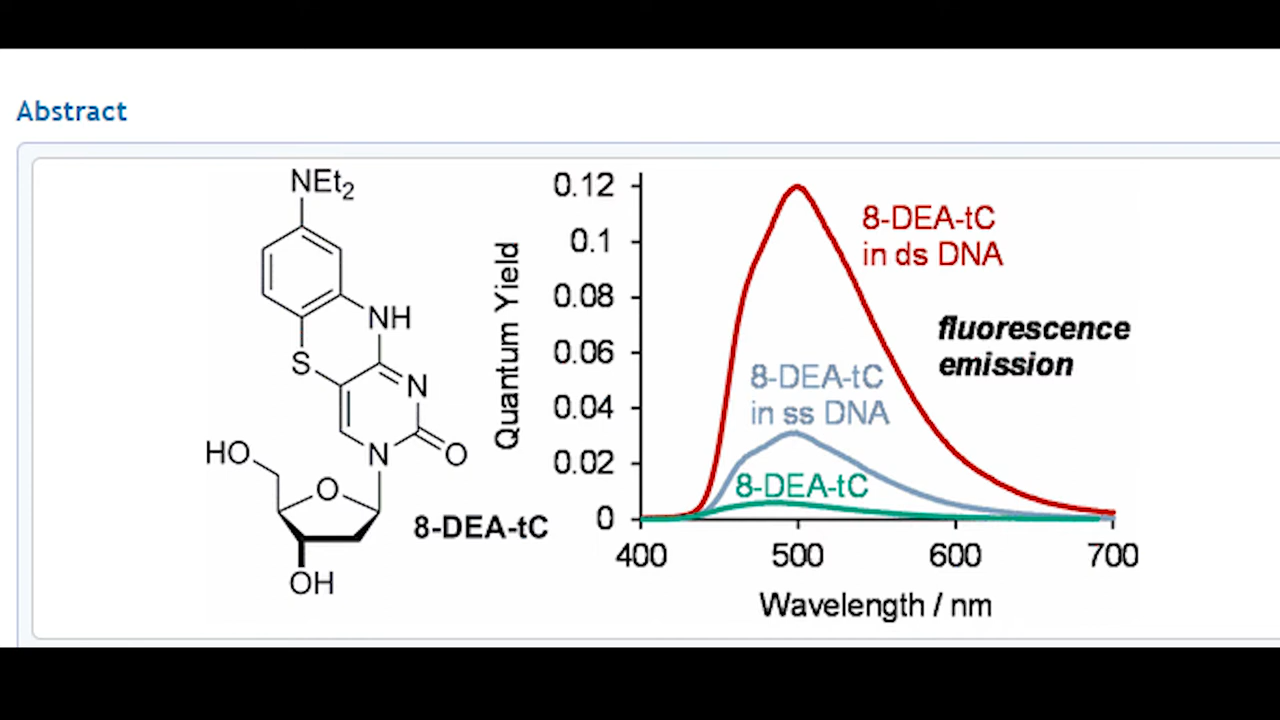 Abstract
NEt2
NH
S
N
N
O
HO
O
OH
8-DEA-tC
Quantum Yield
0.12
0.1
0.08
0.06
0.04
0.02
0
400
500
600
700
Wavelength / nm
8-DEA-tC
in ds DNA
fluorescence
emission
8-DEA-tC
in ss DNA
8-DEA-tC